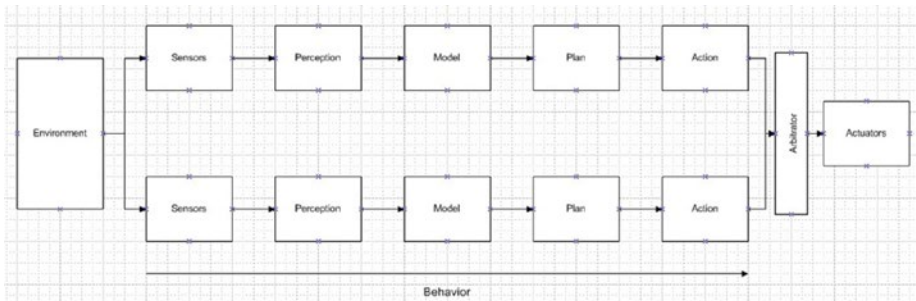 Sensors
Perception
Model
Plan
Action
Environment
Arbitrator
Actuators
Sensors
Perception
Model
Plan
Action
Behavior